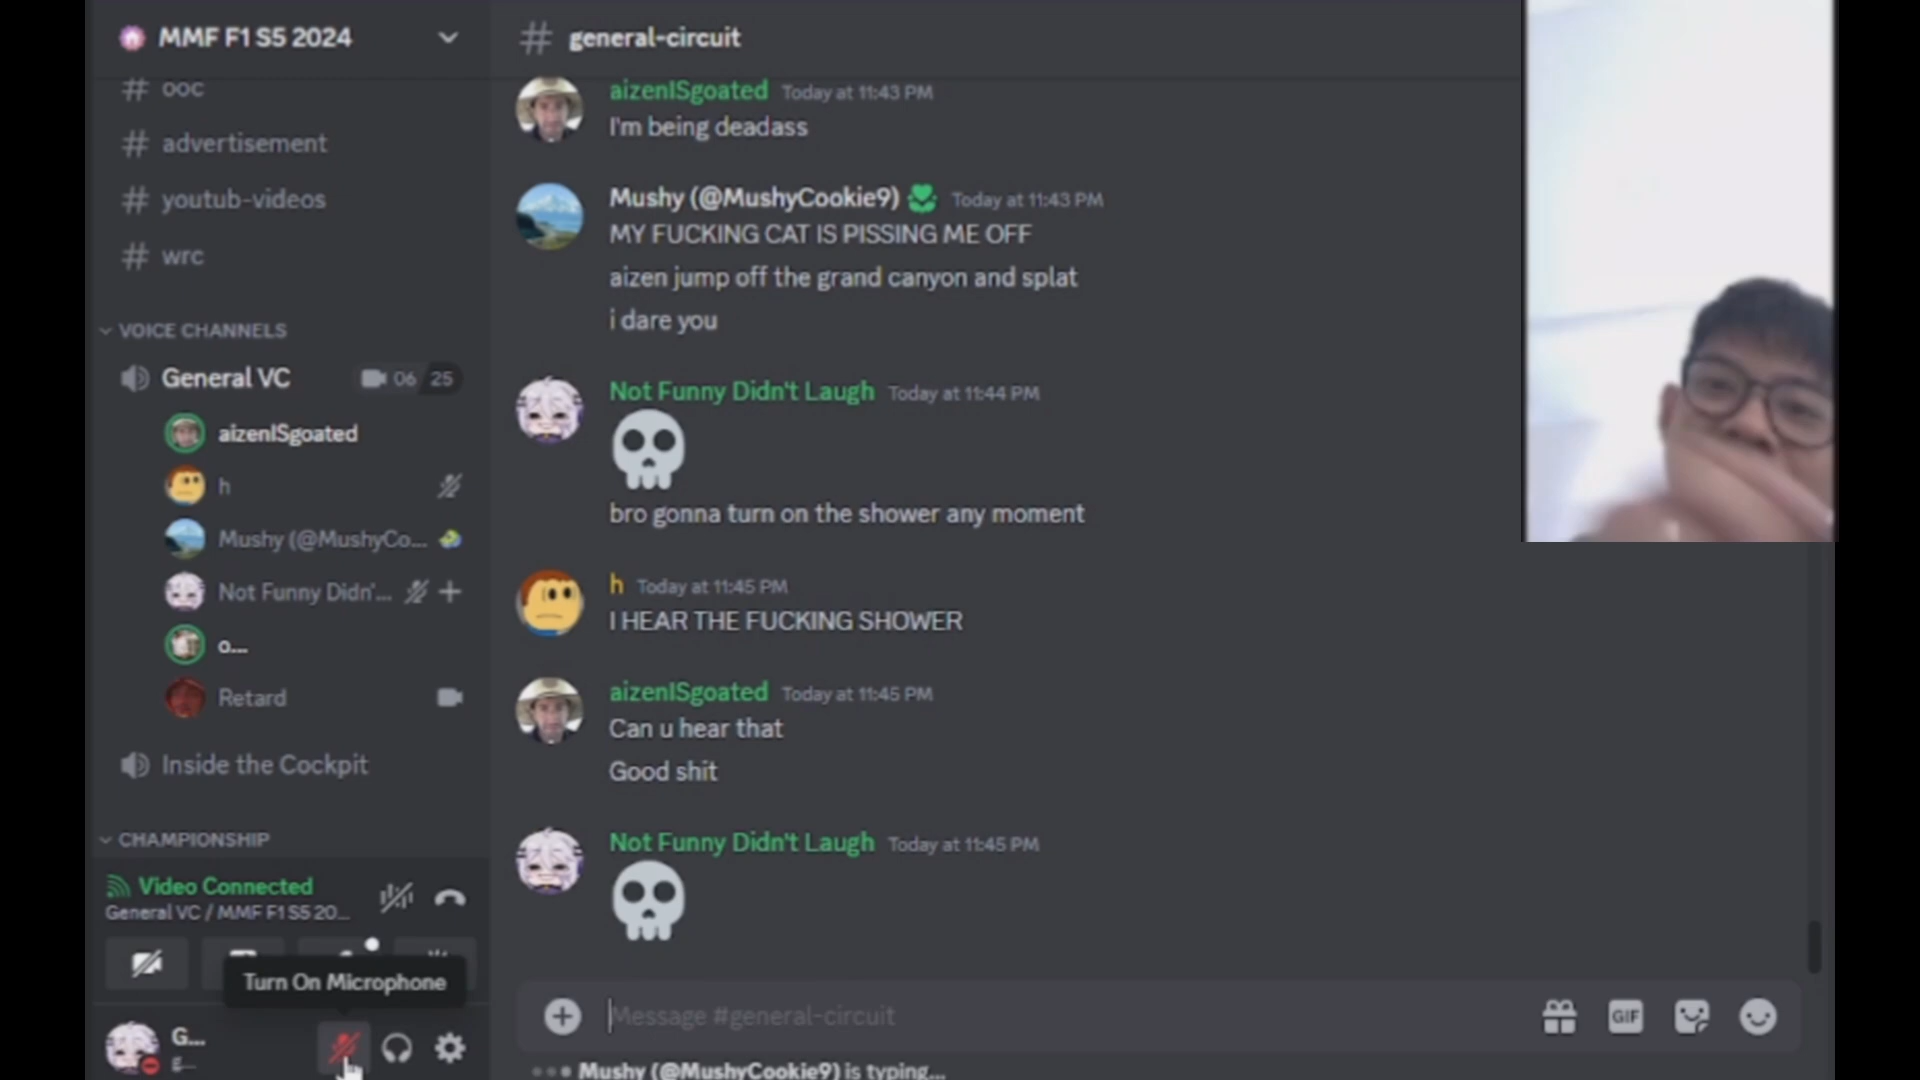 MMF F1 S5 2024
ooc
advertisement
youtub-videos
wrc
VOICE CHANNELS
General VC 06 25
aizenISgoated
h
Mushy (@MushyCo...
Not Funny Didn'...
o...
Retard
Inside the Cockpit
CHAMPIONSHIP
Video Connected
General VC / MMF F1 S5 20...
Turn On Microphone
G...
g...
# general-circuit
aizenISgoated Today at 11:43 PM
I'm being deadass
Mushy (@MushyCookie9) Today at 11:43 PM
MY FUCKING CAT IS PISSING ME OFF
aizen jump off the grand canyon and splat
i dare you
Not Funny Didn't Laugh Today at 11:44 PM
bro gonna turn on the shower any moment
h Today at 11:45 PM
I HEAR THE FUCKING SHOWER
aizenISgoated Today at 11:45 PM
Can u hear that
Good shit
Not Funny Didn't Laugh Today at 11:45 PM
Message #general-circuit
GIF
Mushy (@MushyCookie9) is typing...